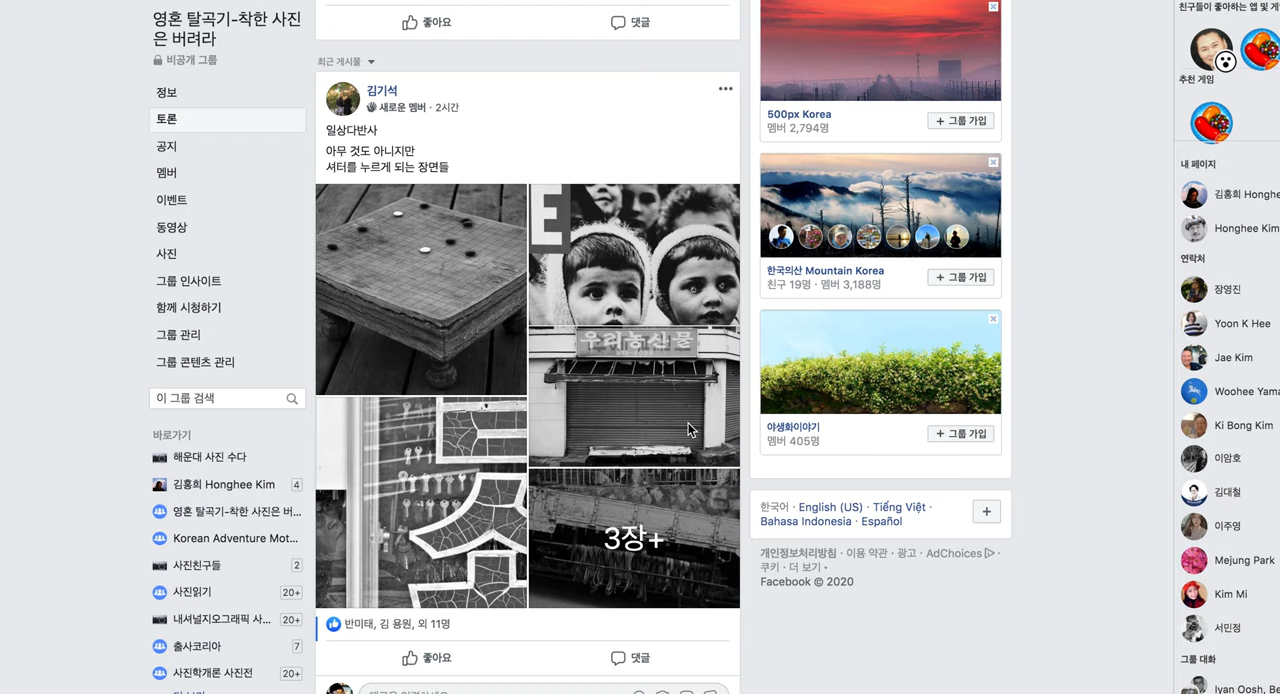 영혼 탈곡기-착한 사진
은 버려라
비공개 그룹
정보
토론
공지
멤버
이벤트
동영상
사진
그룹 인사이트
함께 시청하기
그룹 관리
그룹 콘텐츠 관리
이 그룹 검색
바로가기
해운대 사진 수다
김홍희 Honghee Kim 4
영혼 탈곡기-착한 사진은 버...
Korean Adventure Mot...
사진친구들 2
사진읽기 20+
내셔널지오그래픽 사... 20+
출사코리아 7
사진학개론 사진전 20+
좋아요 댓글
최근 게시물
김기석
새로운 멤버 · 2시간
일상다반사
아무 것도 아니지만
셔터를 누르게 되는 장면들
E
우리농산물
3장+
반미태, 김 용원, 외 11명
좋아요 댓글
500px Korea
멤버 2,794명
+ 그룹 가입
한국의산 Mountain Korea
친구 19명 · 멤버 3,188명
+ 그룹 가입
야생화이야기
멤버 405명
+ 그룹 가입
한국어 · English (US) · Tiếng Việt ·
Bahasa Indonesia · Español
개인정보처리방침 · 이용 약관 · 광고 · AdChoices ·
쿠키 · 더 보기
Facebook © 2020
친구들이 좋아하는 앱 및 게
추천 게임
내 페이지
김홍희 Honghe
Honghee Kim
연락처
장영진
Yoon K Hee
Jae Kim
Woohee Yama
Ki Bong Kim
이암호
김대철
이주영
Mejung Park
Kim Mi
서민정
그룹 대화
Iyan Oosh, Be